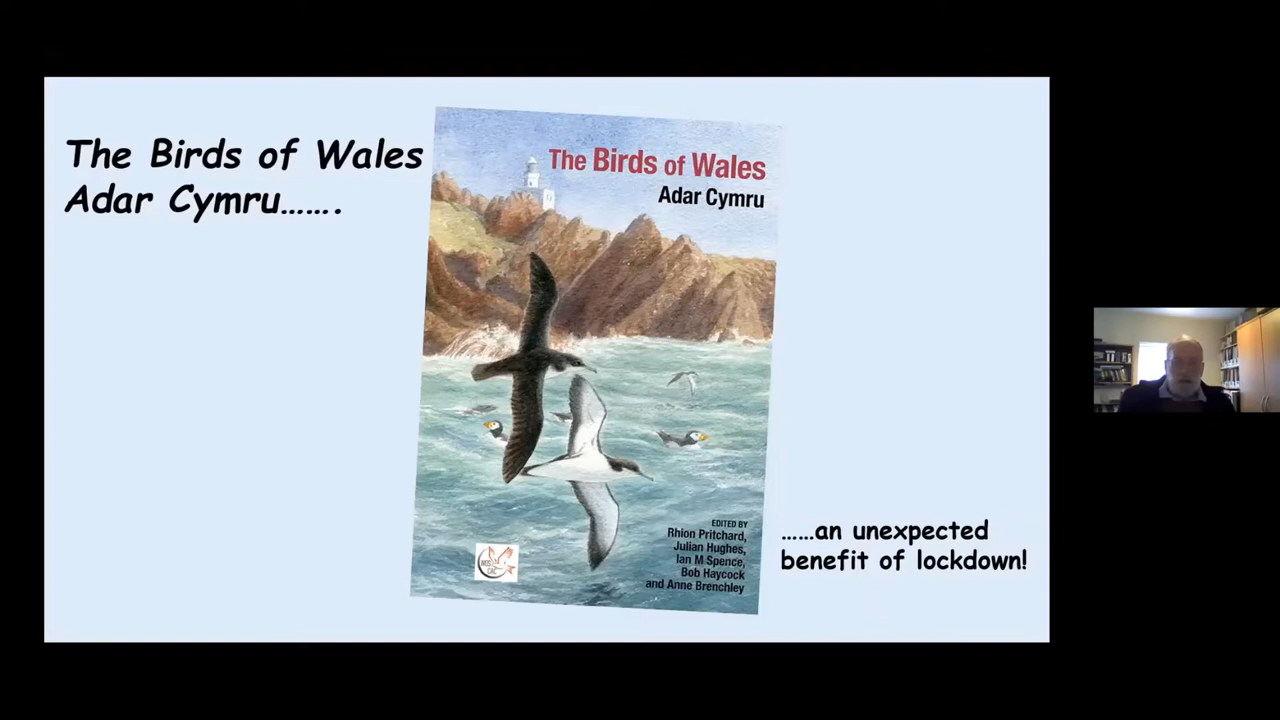 The Birds of Wales
Adar Cymru…….
The Birds of Wales
Adar Cymru
EDITED BY
Rhion Pritchard,
Julian Hughes,
Ian M Spence,
Bob Haycock
and Anne Brenchley
……an unexpected
benefit of lockdown!